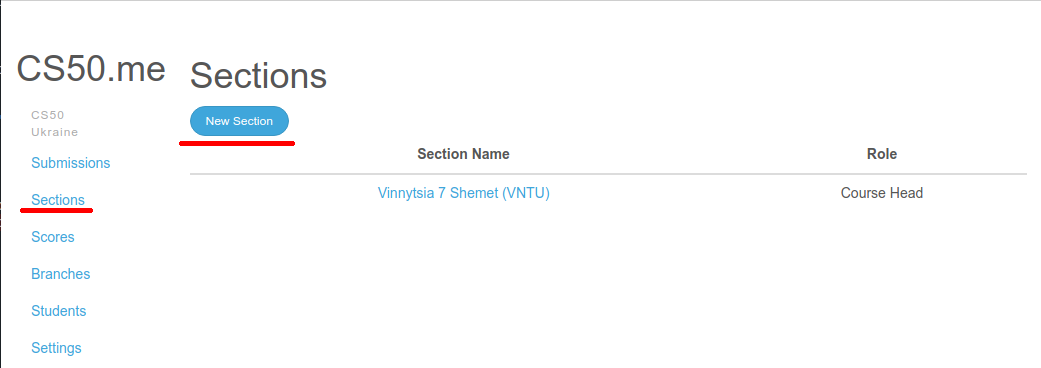 CS50.me
CS50
Ukraine
Submissions
Sections
Scores
Branches
Students
Settings
Sections
New Section
Section Name Role
Vinnytsia 7 Shemet (VNTU) Course Head